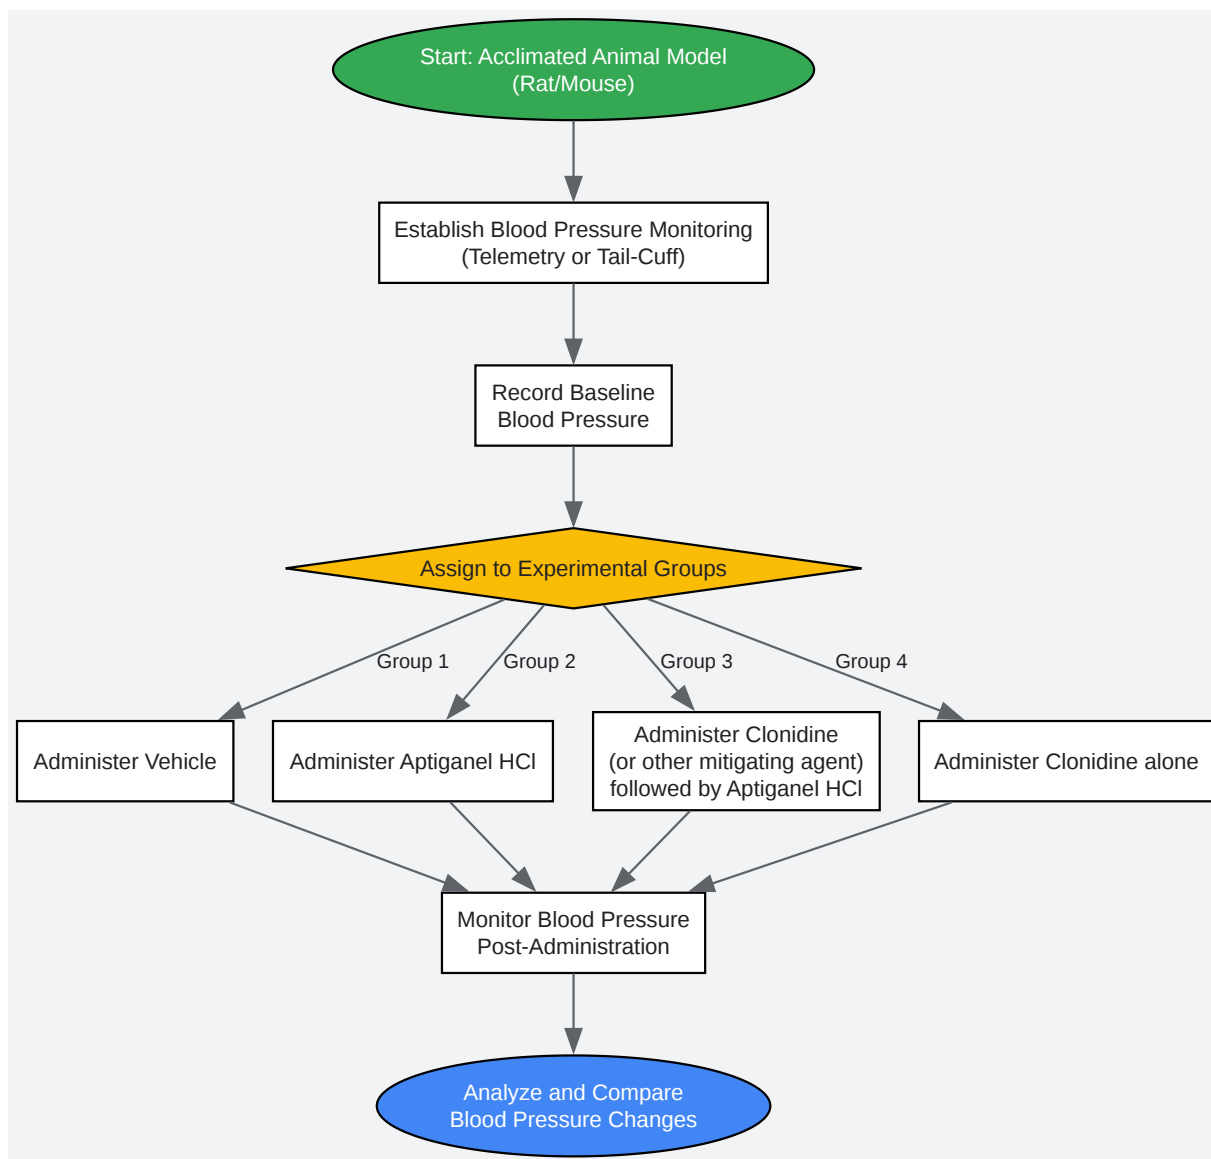 Start: Acclimated Animal Model
(Rat/Mouse)
Establish Blood Pressure Monitoring
(Telemetry or Tail-Cuff)
Record Baseline
Blood Pressure
Assign to Experimental Groups
Group 1
Group 2
Group 3
Group 4
Administer Vehicle
Administer Aptiganel HCl
Administer Clonidine
(or other mitigating agent)
followed by Aptiganel HCl
Administer Clonidine alone
Monitor Blood Pressure
Post-Administration
Analyze and Compare
Blood Pressure Changes